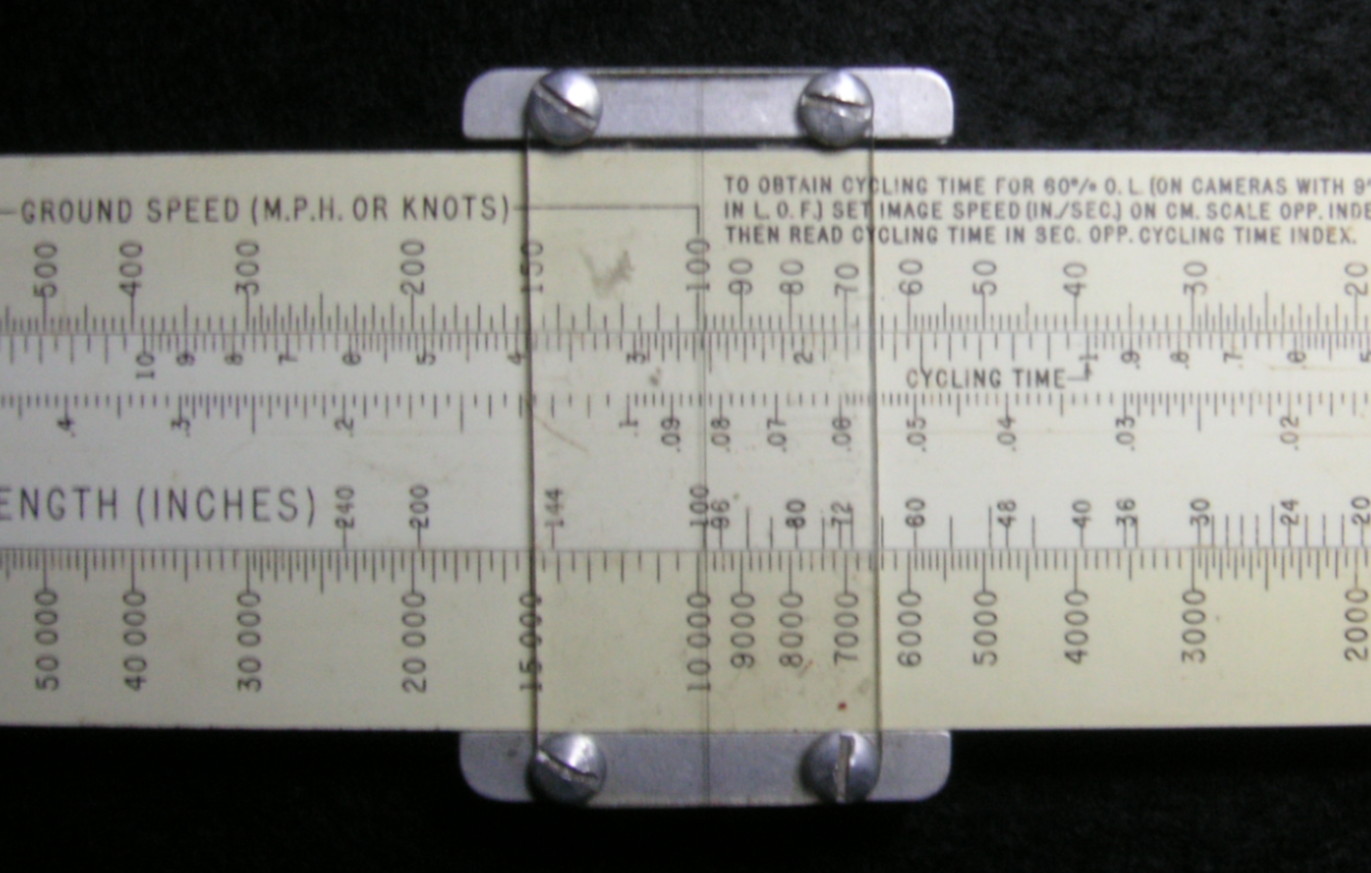 TO OBTAIN CYCLING TIME FOR 60% O.L. (ON CAMERAS WITH 9"
GROUND SPEED (M.P.H. OR KNOTS)
IN L.O.F.) SET IMAGE SPEED (IN./SEC.) ON CM. SCALE OPP. INDE
THEN READ CYCLING TIME IN SEC. OPP. CYCLING TIME INDEX.
500 400 300 200 150 100 90 80 70 60 50 40 30 20
10 9 8 7 6 5 4 3 2 1 .9 .8 .7 .6 .5
CYCLING TIME
.4 .3 .2 .1 .09 .08 .07 .06 .05 .04 .03 .02
ENGTH (INCHES) 240 200 144 100 96 80 72 60 48 40 36 30 24 20
50 000 40 000 30 000 20 000 15 000 10 000 9000 8000 7000 6000 5000 4000 3000 2000